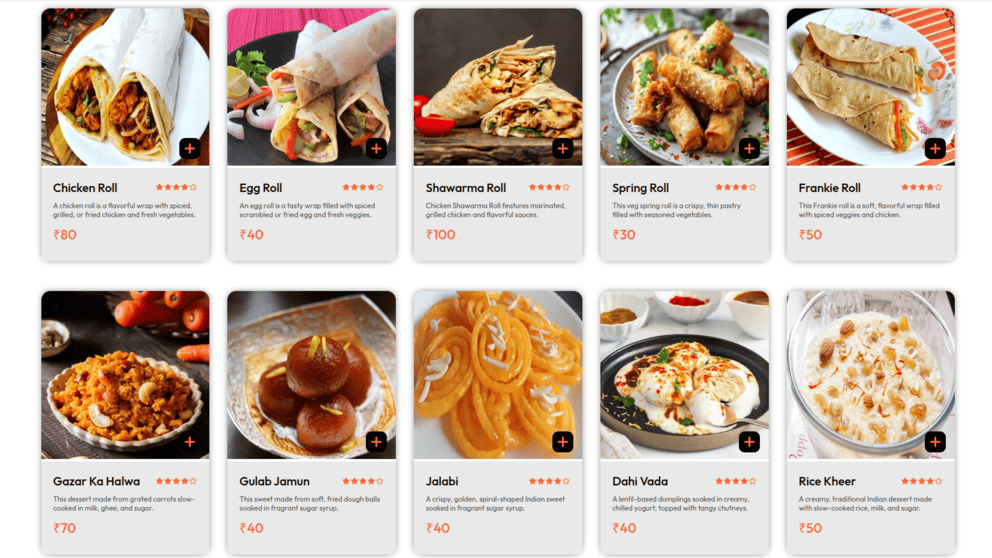 Chicken Roll
A chicken roll is a flavorful wrap with spiced,
grilled, or fried chicken and fresh vegetables.
₹80
Egg Roll
An egg roll is a tasty wrap filled with spiced
scrambled or fried egg and fresh veggies.
₹40
Shawarma Roll
Chicken Shawarma Roll features marinated,
grilled chicken and flavorful sauces.
₹100
Spring Roll
This veg spring roll is a crispy, thin pastry
filled with seasoned vegetables.
₹30
Frankie Roll
This Frankie roll is a soft, flavorful wrap filled
with spiced veggies and chicken.
₹50
Gazar Ka Halwa
This dessert made from grated carrots slow-
cooked in milk, ghee, and sugar.
₹70
Gulab Jamun
This sweet made from soft, fried dough balls
soaked in fragrant sugar syrup.
₹40
Jalabi
A crispy, golden, spiral-shaped Indian sweet
soaked in fragrant sugar syrup.
₹40
Dahi Vada
A lentil-based dumplings soaked in creamy,
chilled yogurt, topped with tangy chutneys.
₹40
Rice Kheer
A creamy, traditional Indian dessert made
with slow-cooked rice, milk, and sugar.
₹50